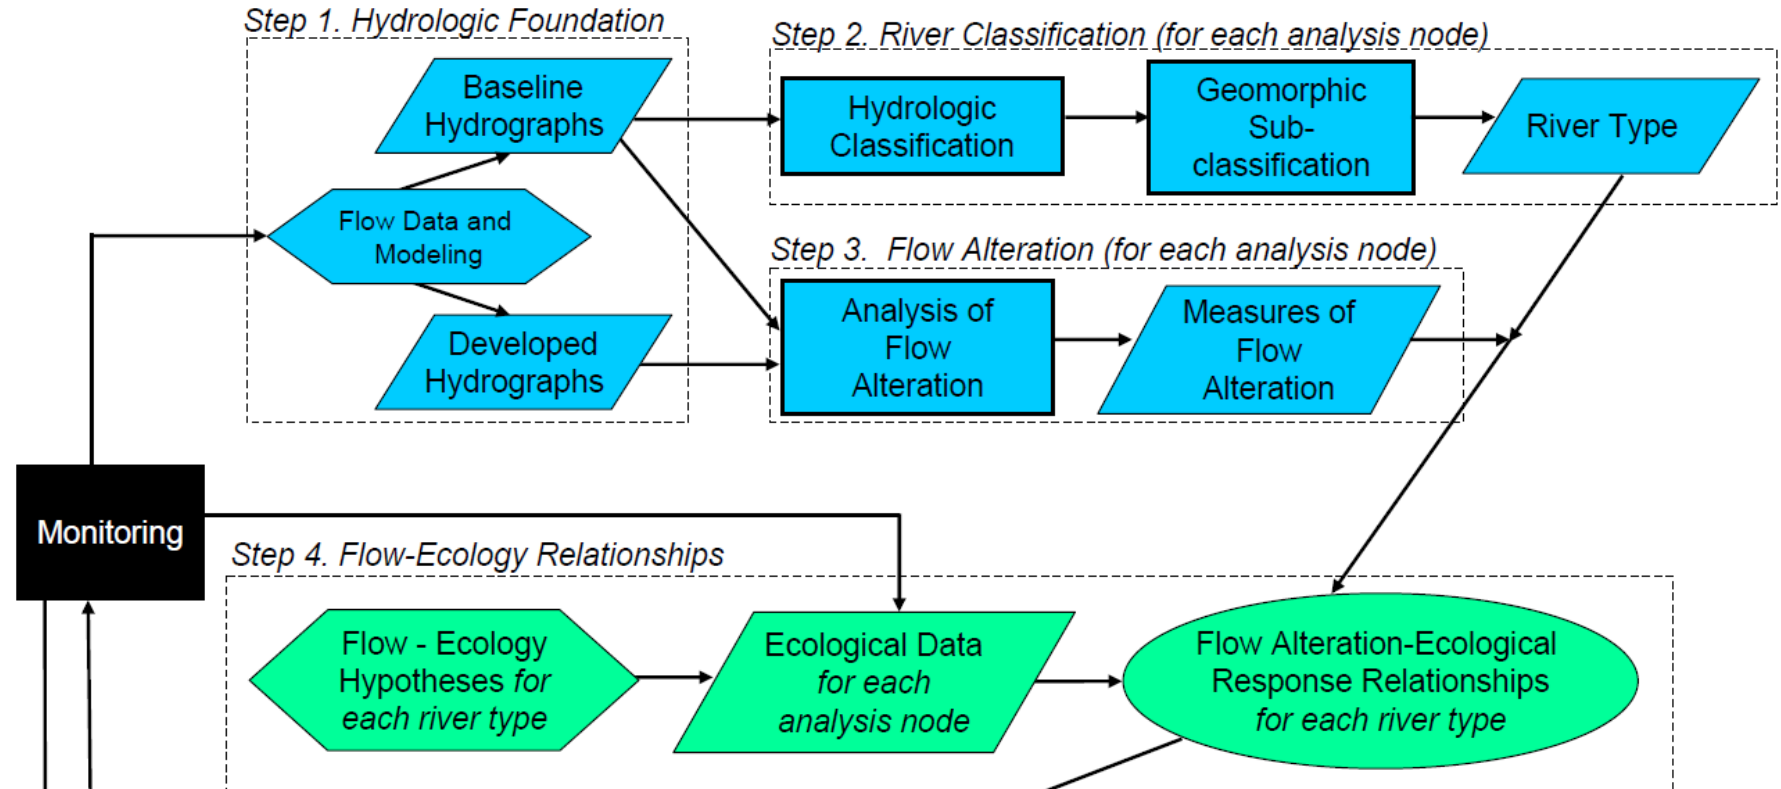 Step 1. Hydrologic Foundation
Step 2. River Classification (for each analysis node)
Baseline
Hydrographs
Hydrologic
Classification
Geomorphic
Sub-
classification
River Type
Flow Data and
Modeling
Step 3.  Flow Alteration (for each analysis node)
Developed
Hydrographs
Analysis of
Flow
Alteration
Measures of
Flow
Alteration
Monitoring
Step 4. Flow-Ecology Relationships
Flow - Ecology
Hypotheses for
each river type
Ecological Data
for each
analysis node
Flow Alteration-Ecological
Response Relationships
for each river type